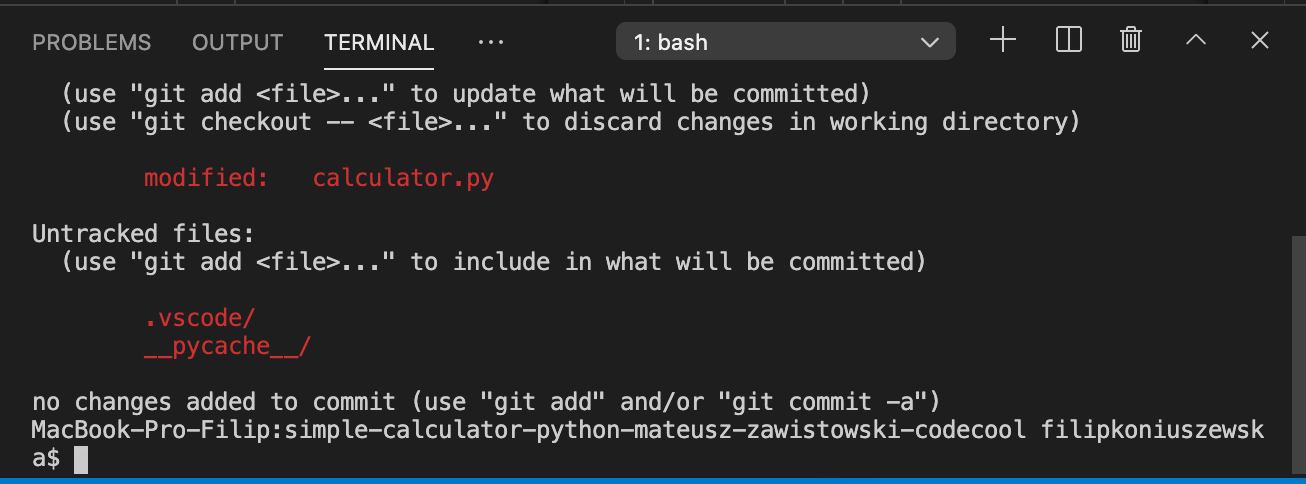 PROBLEMS OUTPUT TERMINAL ... 1: bash
(use "git add <file>..." to update what will be committed)
(use "git checkout -- <file>..." to discard changes in working directory)
modified: calculator.py
Untracked files:
(use "git add <file>..." to include in what will be committed)
.vscode/
__pycache__/
no changes added to commit (use "git add" and/or "git commit -a")
MacBook-Pro-Filip:simple-calculator-python-mateusz-zawistowski-codecool filipkoniuszewsk
a$